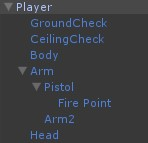 Player
GroundCheck
CeilingCheck
Body
Arm
Pistol
Fire Point
Arm2
Head